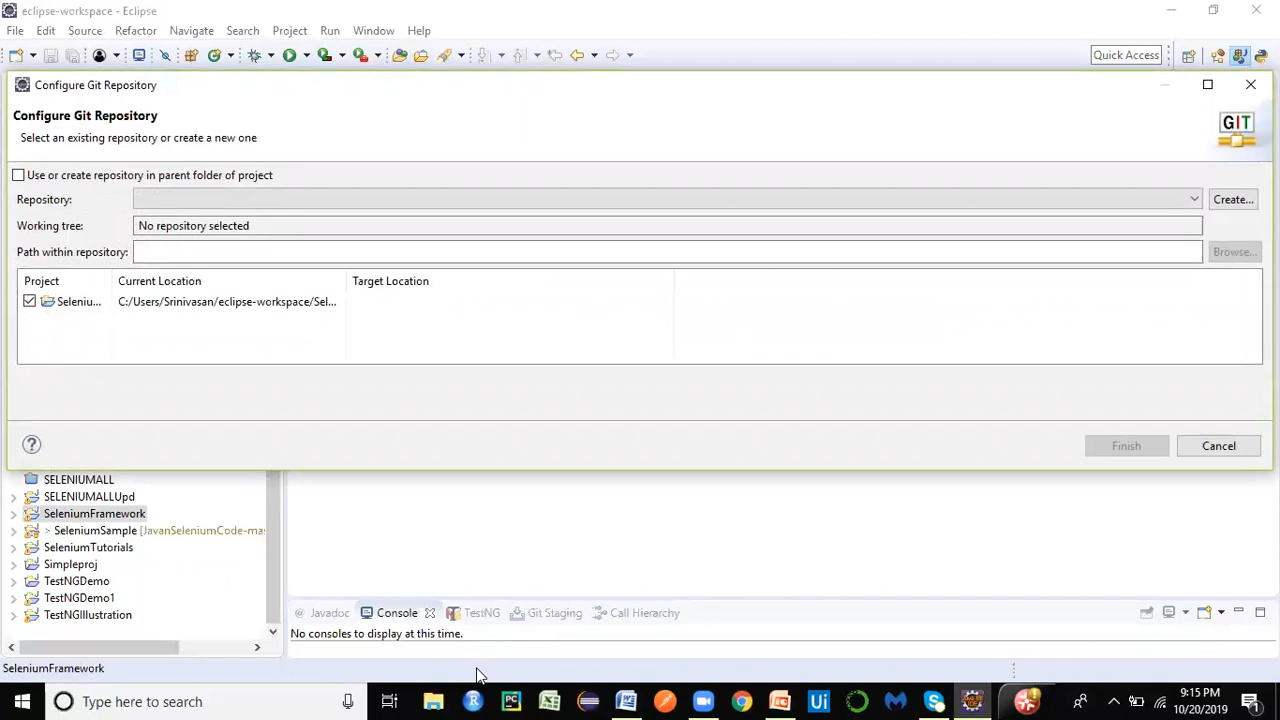 eclipse-workspace - Eclipse
File Edit Source Refactor Navigate Search Project Run Window Help
Quick Access
Configure Git Repository
Configure Git Repository
Select an existing repository or create a new one
GIT
Use or create repository in parent folder of project
Repository: Create...
Working tree: No repository selected
Path within repository: Browse...
Project Current Location Target Location
Seleniu... C:/Users/Srinivasan/eclipse-workspace/Sel...
? Finish Cancel
SELENIUMALL
SELENIUMALLUpd
SeleniumFramework
> SeleniumSample [JavanSeleniumCode-mas
SeleniumTutorials
Simpleproj
TestNGDemo
TestNGDemo1
TestNGIllustration
@ Javadoc Console TestNG Git Staging Call Hierarchy
No consoles to display at this time.
SeleniumFramework
Type here to search
R PC W Ui
9:15 PM
10/20/2019
1